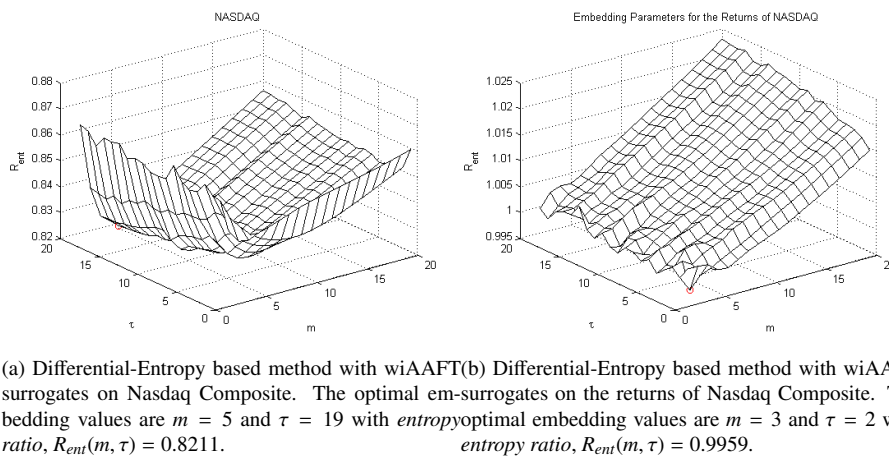 NASDAQ
0.88
0.87
0.86
0.85
0.84
0.83
0.82
R_ent
20
15
10
5
0
τ
0
5
10
15
20
m
Embedding Parameters for the Returns of NASDAQ
1.025
1.02
1.015
1.01
1.005
1
0.995
R_ent
20
15
10
5
0
τ
0
5
10
15
m
(a) Differential-Entropy based method with wiAAFT
surrogates on Nasdaq Composite. The optimal em-
bedding values are m = 5 and τ = 19 with entropy
ratio, R_ent(m, τ) = 0.8211.
(b) Differential-Entropy based method with
surrogates on the returns of Nasdaq Composite.
optimal embedding values are m = 3 and τ = 2
entropy ratio, R_ent(m, τ) = 0.9959.